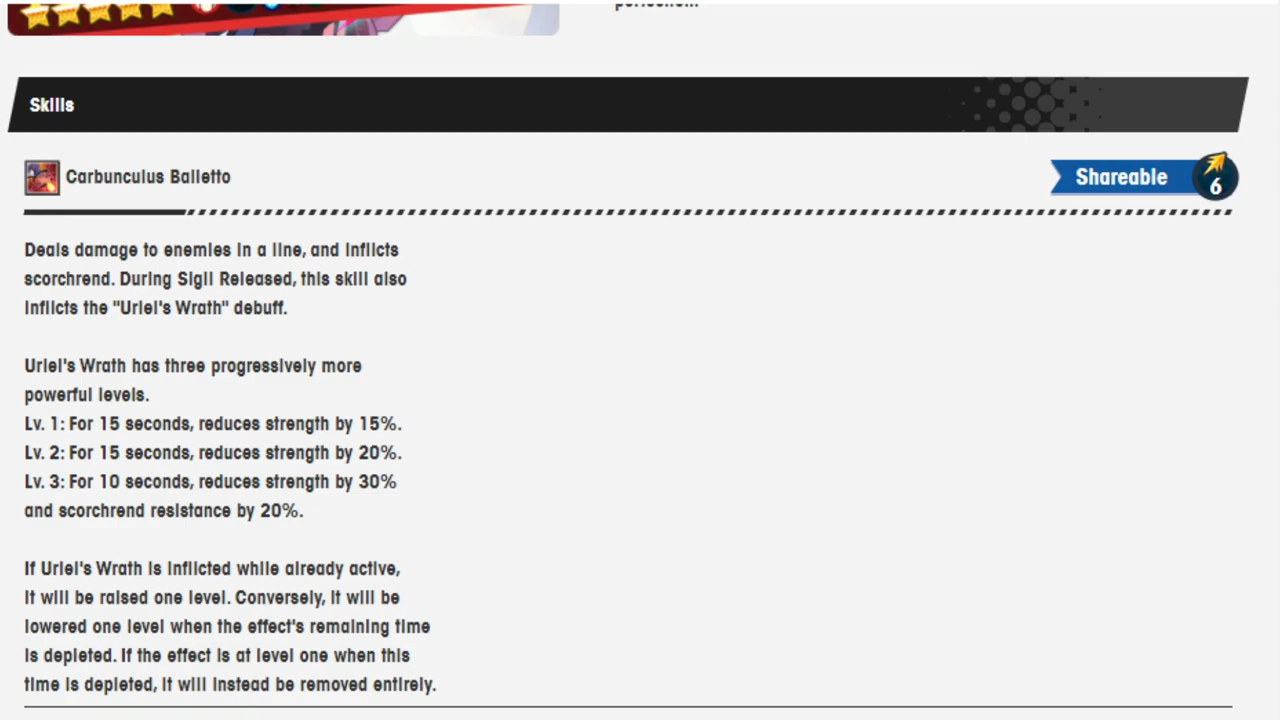 Skills
Carbunculus Balletto
Shareable
6
Deals damage to enemies in a line, and inflicts
scorchrend. During Sigil Released, this skill also
inflicts the "Uriel's Wrath" debuff.
Uriel's Wrath has three progressively more
powerful levels.
Lv. 1: For 15 seconds, reduces strength by 15%.
Lv. 2: For 15 seconds, reduces strength by 20%.
Lv. 3: For 10 seconds, reduces strength by 30%
and scorchrend resistance by 20%.
If Uriel's Wrath is inflicted while already active,
it will be raised one level. Conversely, it will be
lowered one level when the effect's remaining time
is depleted. If the effect is at level one when this
time is depleted, it will instead be removed entirely.